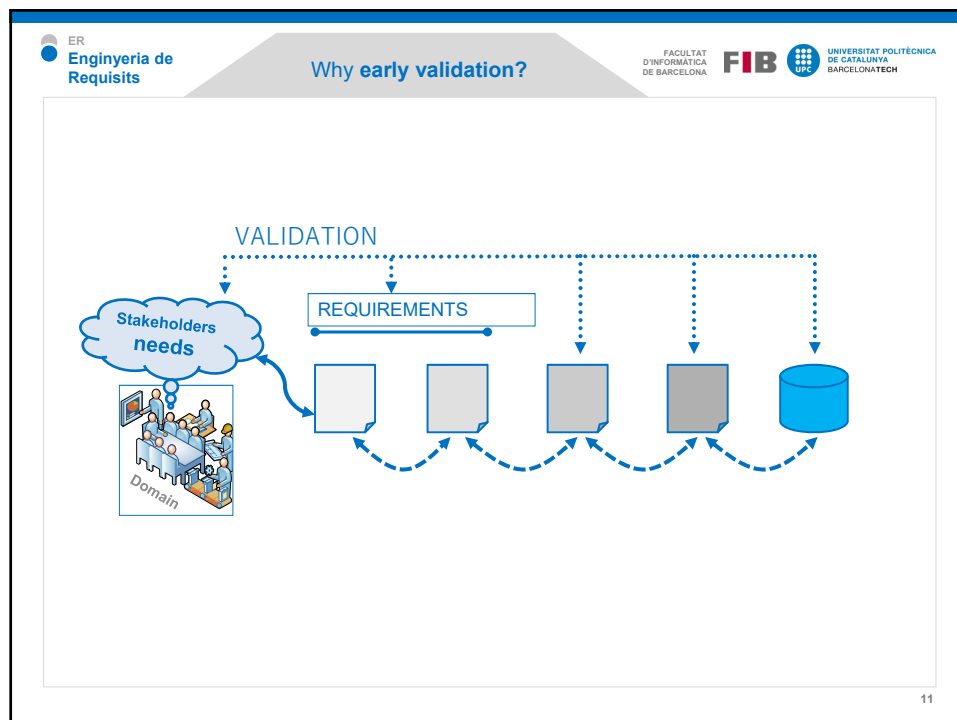 ER
Enginyeria de
Requisits
Why early validation?
FACULTAT
D'INFORMÀTICA
DE BARCELONA
FIB
UPC
UNIVERSITAT POLITÈCNICA
DE CATALUNYA
BARCELONATECH
VALIDATION
REQUIREMENTS
Stakeholders
needs
Domain
11